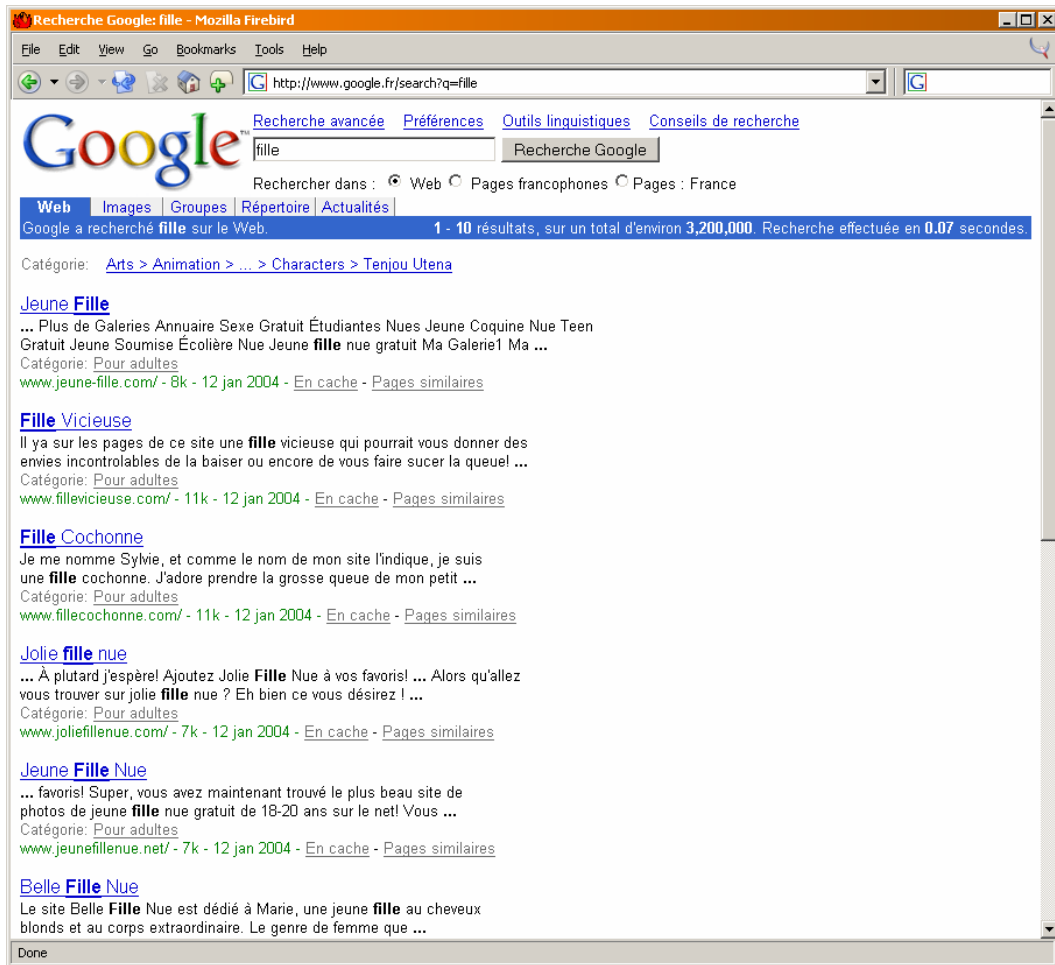 Recherche Google: fille - Mozilla Firebird
File Edit View Go Bookmarks Tools Help
http://www.google.fr/search?q=fille
Google™
Recherche avancée Préférences Outils linguistiques Conseils de recherche
fille Recherche Google
Rechercher dans : Web Pages francophones Pages : France
Web Images Groupes Répertoire Actualités
Google a recherché fille sur le Web. 1 - 10 résultats, sur un total d'environ 3,200,000. Recherche effectuée en 0.07 secondes.
Catégorie: Arts > Animation > ... > Characters > Tenjou Utena
Jeune Fille
... Plus de Galeries Annuaire Sexe Gratuit Étudiantes Nues Jeune Coquine Nue Teen
Gratuit Jeune Soumise Écolière Nue Jeune fille nue gratuit Ma Galerie1 Ma ...
Catégorie: Pour adultes
www.jeune-fille.com/ - 8k - 12 jan 2004 - En cache - Pages similaires
Fille Vicieuse
Il ya sur les pages de ce site une fille vicieuse qui pourrait vous donner des
envies incontrolables de la baiser ou encore de vous faire sucer la queue! ...
Catégorie: Pour adultes
www.fillevicieuse.com/ - 11k - 12 jan 2004 - En cache - Pages similaires
Fille Cochonne
Je me nomme Sylvie, et comme le nom de mon site l'indique, je suis
une fille cochonne. J'adore prendre la grosse queue de mon petit ...
Catégorie: Pour adultes
www.fillecochonne.com/ - 11k - 12 jan 2004 - En cache - Pages similaires
Jolie fille nue
... À plutard j'espère! Ajoutez Jolie Fille Nue à vos favoris! ... Alors qu'allez
vous trouver sur jolie fille nue ? Eh bien ce vous désirez ! ...
Catégorie: Pour adultes
www.joliefillenue.com/ - 7k - 12 jan 2004 - En cache - Pages similaires
Jeune Fille Nue
... favoris! Super, vous avez maintenant trouvé le plus beau site de
photos de jeune fille nue gratuit de 18-20 ans sur le net! Vous ...
Catégorie: Pour adultes
www.jeunefillenue.net/ - 7k - 12 jan 2004 - En cache - Pages similaires
Belle Fille Nue
Le site Belle Fille Nue est dédié à Marie, une jeune fille au cheveux
blonds et au corps extraordinaire. Le genre de femme que ...
Done